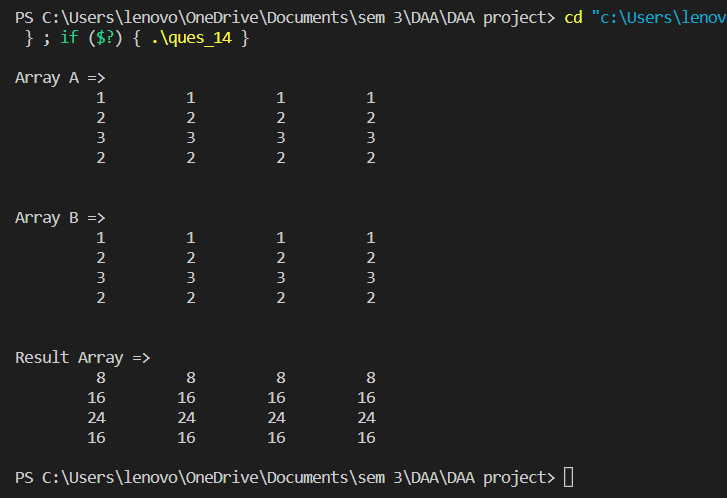 PS C:\Users\lenovo\OneDrive\Documents\sem 3\DAA\DAA project> cd "c:\Users\lenov
} ; if ($?) { .\ques_14 }
Array A =>
1 1 1 1
2 2 2 2
3 3 3 3
2 2 2 2
Array B =>
1 1 1 1
2 2 2 2
3 3 3 3
2 2 2 2
Result Array =>
8 8 8 8
16 16 16 16
24 24 24 24
16 16 16 16
PS C:\Users\lenovo\OneDrive\Documents\sem 3\DAA\DAA project>